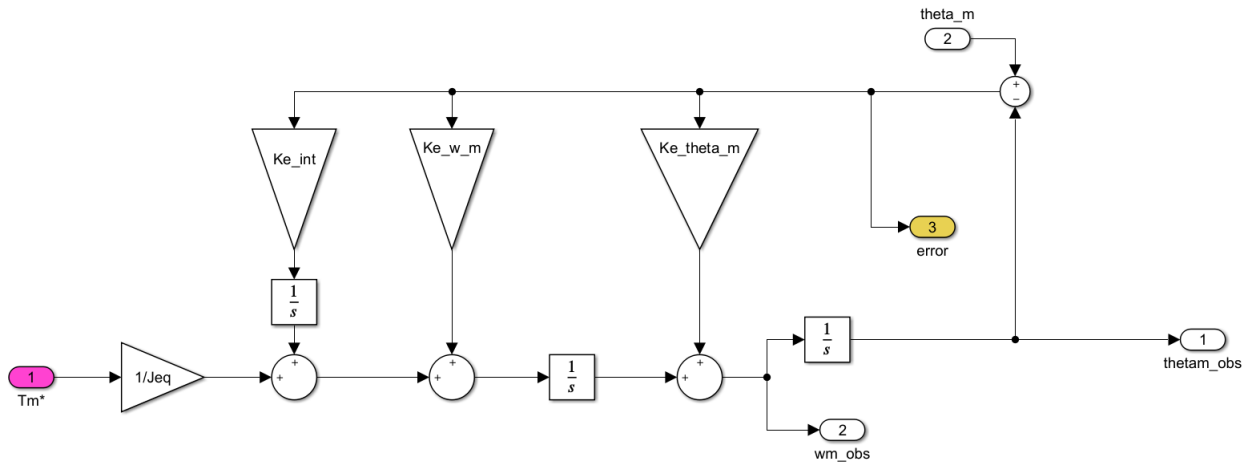 theta_m
2
Ke_int
Ke_w_m
Ke_theta_m
+
−
3
error
1
s
+
+
+
+
1
s
+
+
1
s
1
Tm*
1/Jeq
1
thetam_obs
2
wm_obs